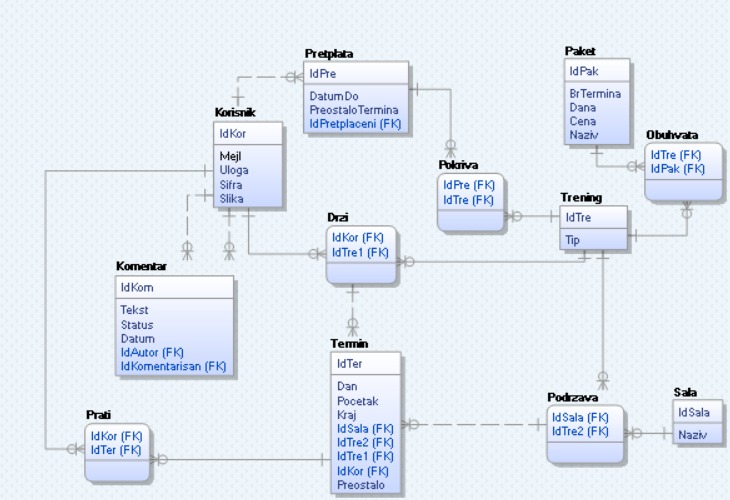 Pretplata
IdPre
DatumDo
PreostaloTermina
IdPretplaceni (FK)
Paket
IdPak
BrTermina
Dana
Cena
Naziv
Korisnik
IdKor
Mejl
Uloga
Sifra
Slika
Obuhvata
IdTre (FK)
IdPak (FK)
Pokriva
IdPre (FK)
IdTre (FK)
Trening
IdTre
Tip
Drzi
IdKor (FK)
IdTre1 (FK)
Komentar
IdKom
Tekst
Status
Datum
IdAutor (FK)
IdKomentarisan (FK)
Termin
IdTer
Dan
Pocetak
Kraj
IdSala (FK)
IdTre2 (FK)
IdTre1 (FK)
IdKor (FK)
Preostalo
Podrzava
IdSala (FK)
IdTre2 (FK)
Sala
IdSala
Naziv
Prati
IdKor (FK)
IdTer (FK)